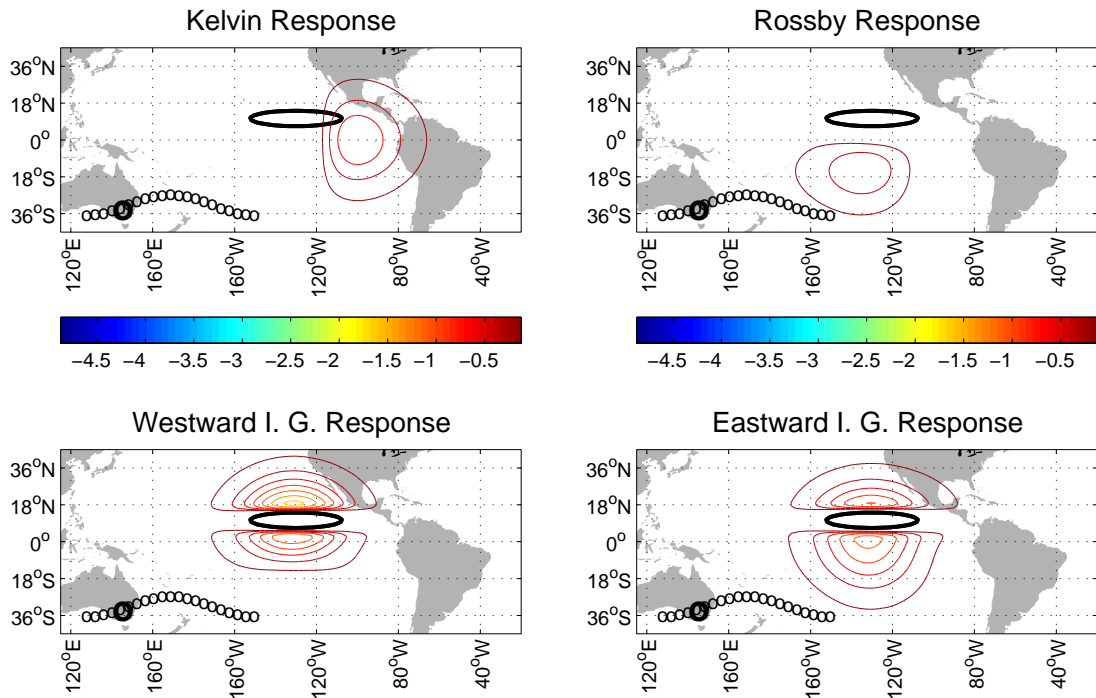 Kelvin Response
Rossby Response
36°N
18°N
0°
18°S
36°S
120°E
160°E
160°W
120°W
80°W
40°W
36°N
18°N
0°
18°S
36°S
120°E
160°E
160°W
120°W
80°W
40°W
−4.5 −4 −3.5 −3 −2.5 −2 −1.5 −1 −0.5
−4.5 −4 −3.5 −3 −2.5 −2 −1.5 −1 −0.5
Westward I. G. Response
Eastward I. G. Response
36°N
18°N
0°
18°S
36°S
120°E
160°E
160°W
120°W
80°W
40°W
36°N
18°N
0°
18°S
36°S
120°E
160°E
160°W
120°W
80°W
40°W